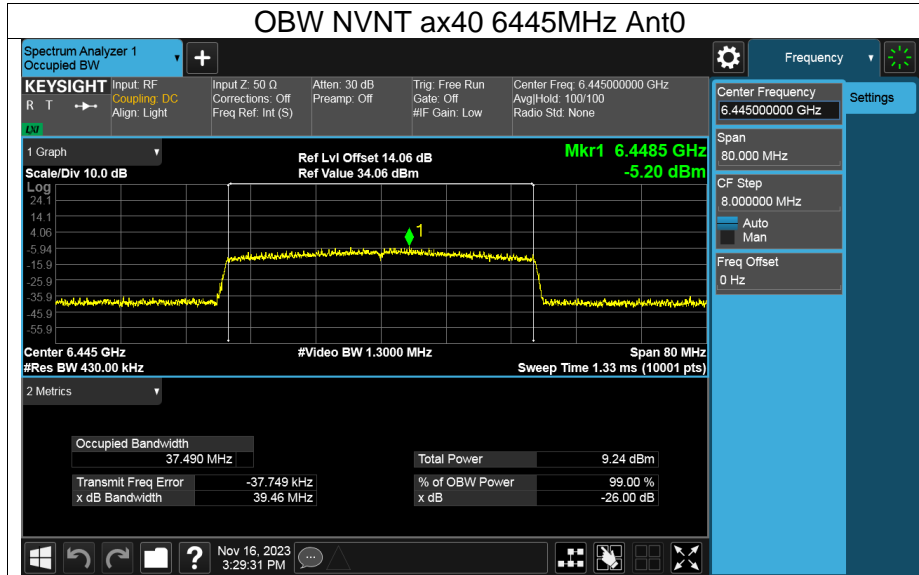 OBW NVNT ax40 6445MHz Ant0
Spectrum Analyzer 1
Occupied BW
+
Frequency
KEYSIGHT
R T
LXI
Input: RF
Coupling: DC
Align: Light
Input Z: 50 Ω
Corrections: Off
Freq Ref: Int (S)
Atten: 30 dB
Preamp: Off
Trig: Free Run
Gate: Off
#IF Gain: Low
Center Freq: 6.445000000 GHz
Avg|Hold: 100/100
Radio Std: None
Center Frequency
6.445000000 GHz
Settings
Span
80.000 MHz
CF Step
8.000000 MHz
Auto
Man
Freq Offset
0 Hz
1 Graph
Scale/Div 10.0 dB
Ref Lvl Offset 14.06 dB
Ref Value 34.06 dBm
Mkr1 6.4485 GHz
-5.20 dBm
Log
24.1
14.1
4.06
-5.94
-15.9
-25.9
-35.9
-45.9
-55.9
1
Center 6.445 GHz
#Res BW 430.00 kHz
#Video BW 1.3000 MHz
Span 80 MHz
Sweep Time 1.33 ms (10001 pts)
2 Metrics
Occupied Bandwidth
37.490 MHz
Total Power 9.24 dBm
Transmit Freq Error -37.749 kHz
% of OBW Power 99.00 %
x dB Bandwidth 39.46 MHz
x dB -26.00 dB
?
Nov 16, 2023
3:29:31 PM